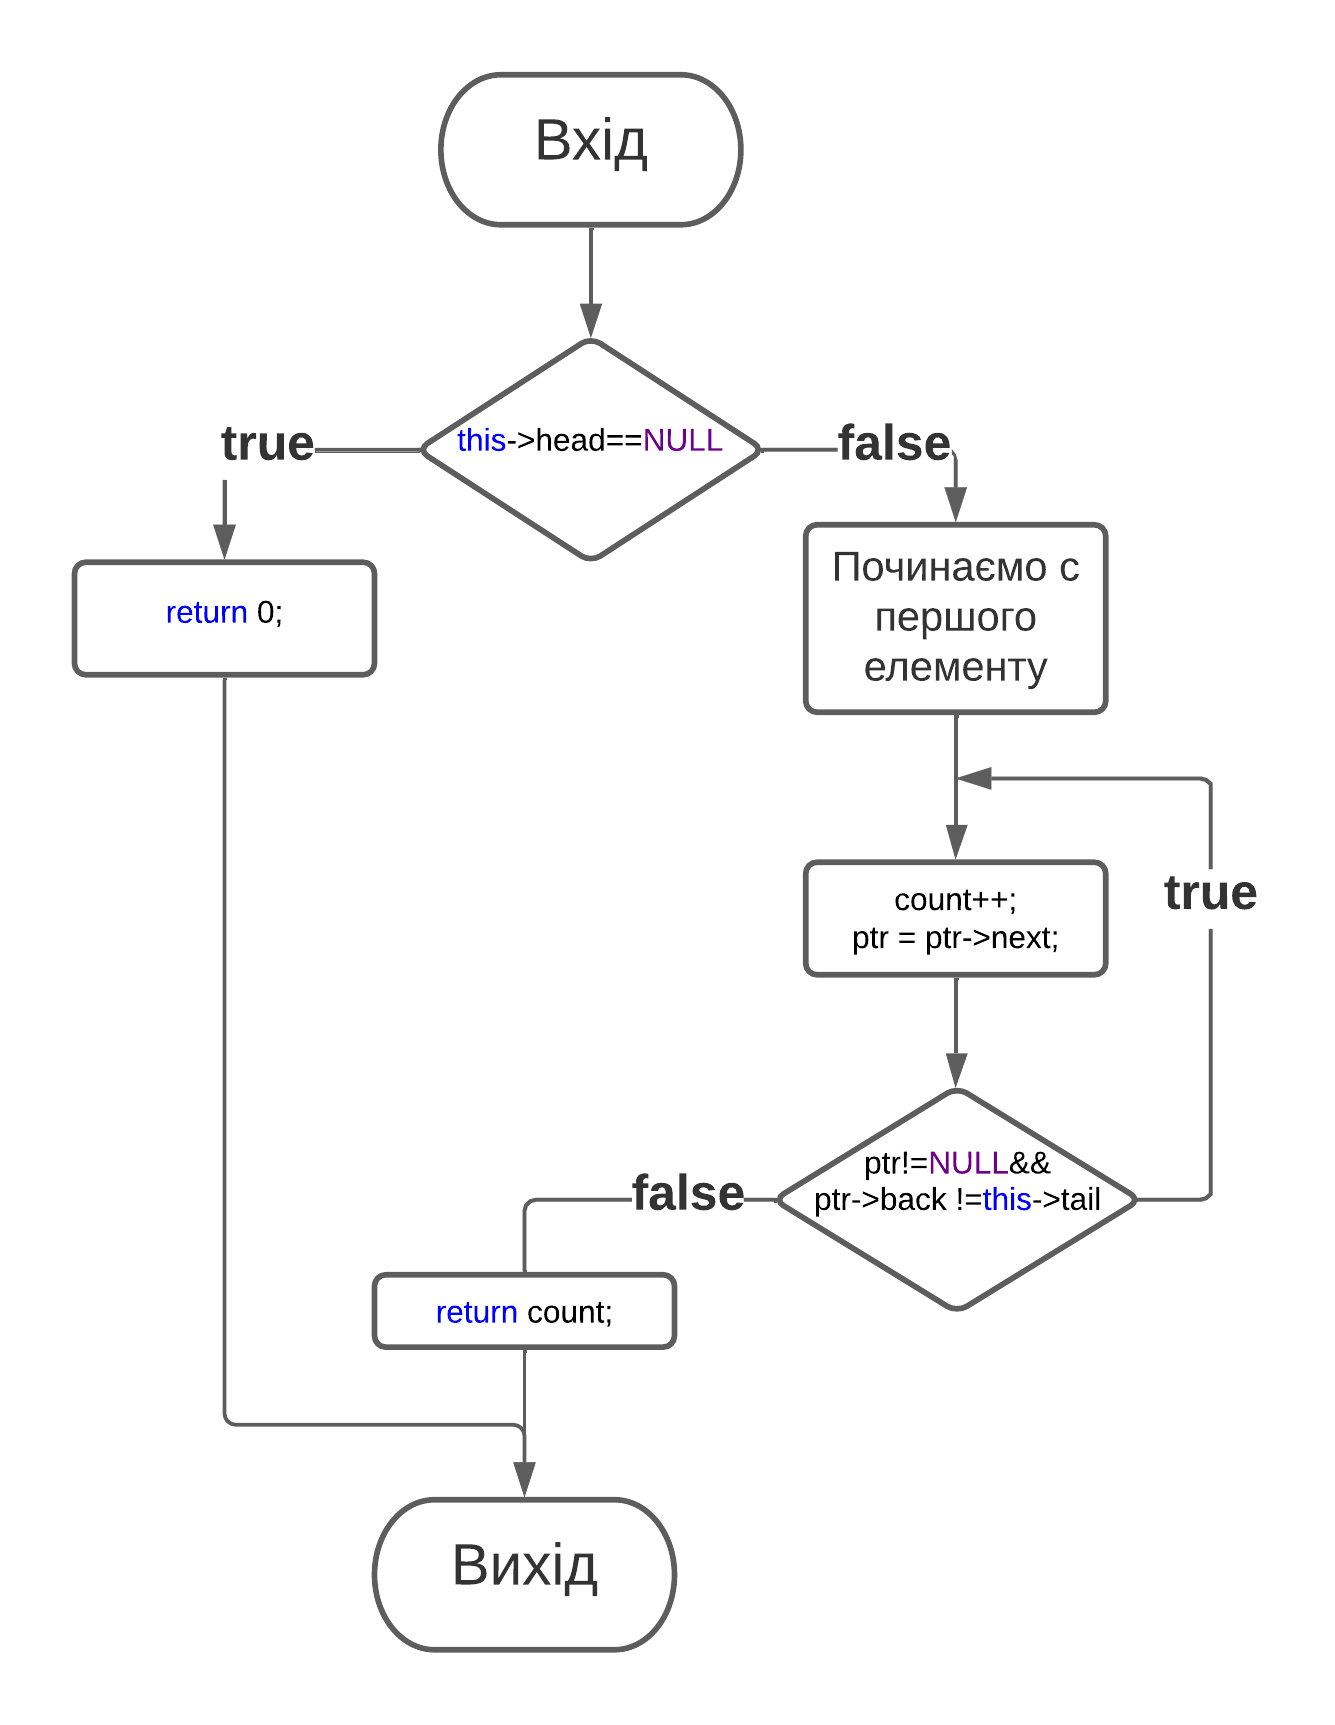 Вхід
this->head==NULL
true
false
return 0;
Починаємо с
першого
елементу
count++;
ptr = ptr->next;
true
ptr!=NULL&&
ptr->back !=this->tail
false
return count;
Вихід